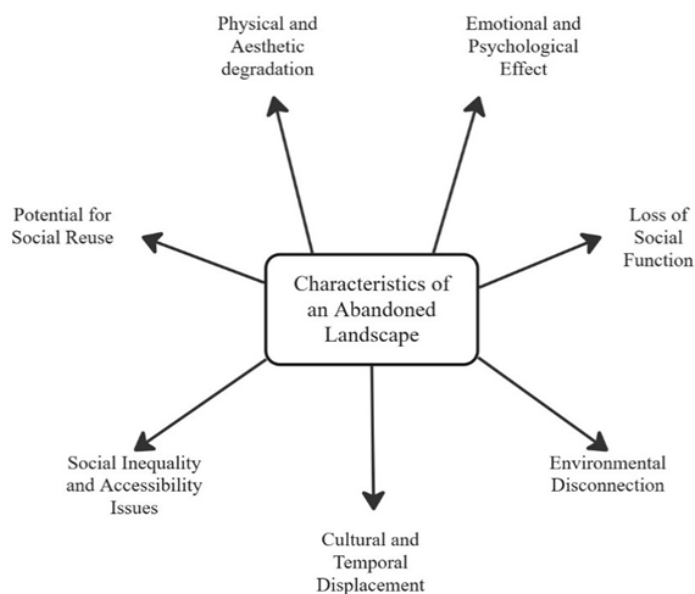 Physical and
Aesthetic
degradation
Emotional and
Psychological
Effect
Potential for
Social Reuse
Loss of
Social
Function
Characteristics of
an Abandoned
Landscape
Social Inequality
and Accessibility
Issues
Environmental
Disconnection
Cultural and
Temporal
Displacement